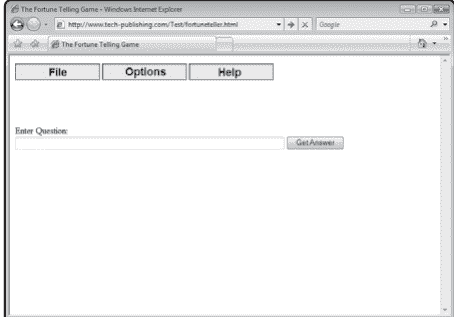 The Fortune Telling Game - Windows Internet Explorer
http://www.tech-publishing.com/Test/fortuneteller.html
Google
The Fortune Telling Game
File Options Help
Enter Question:
Get Answer